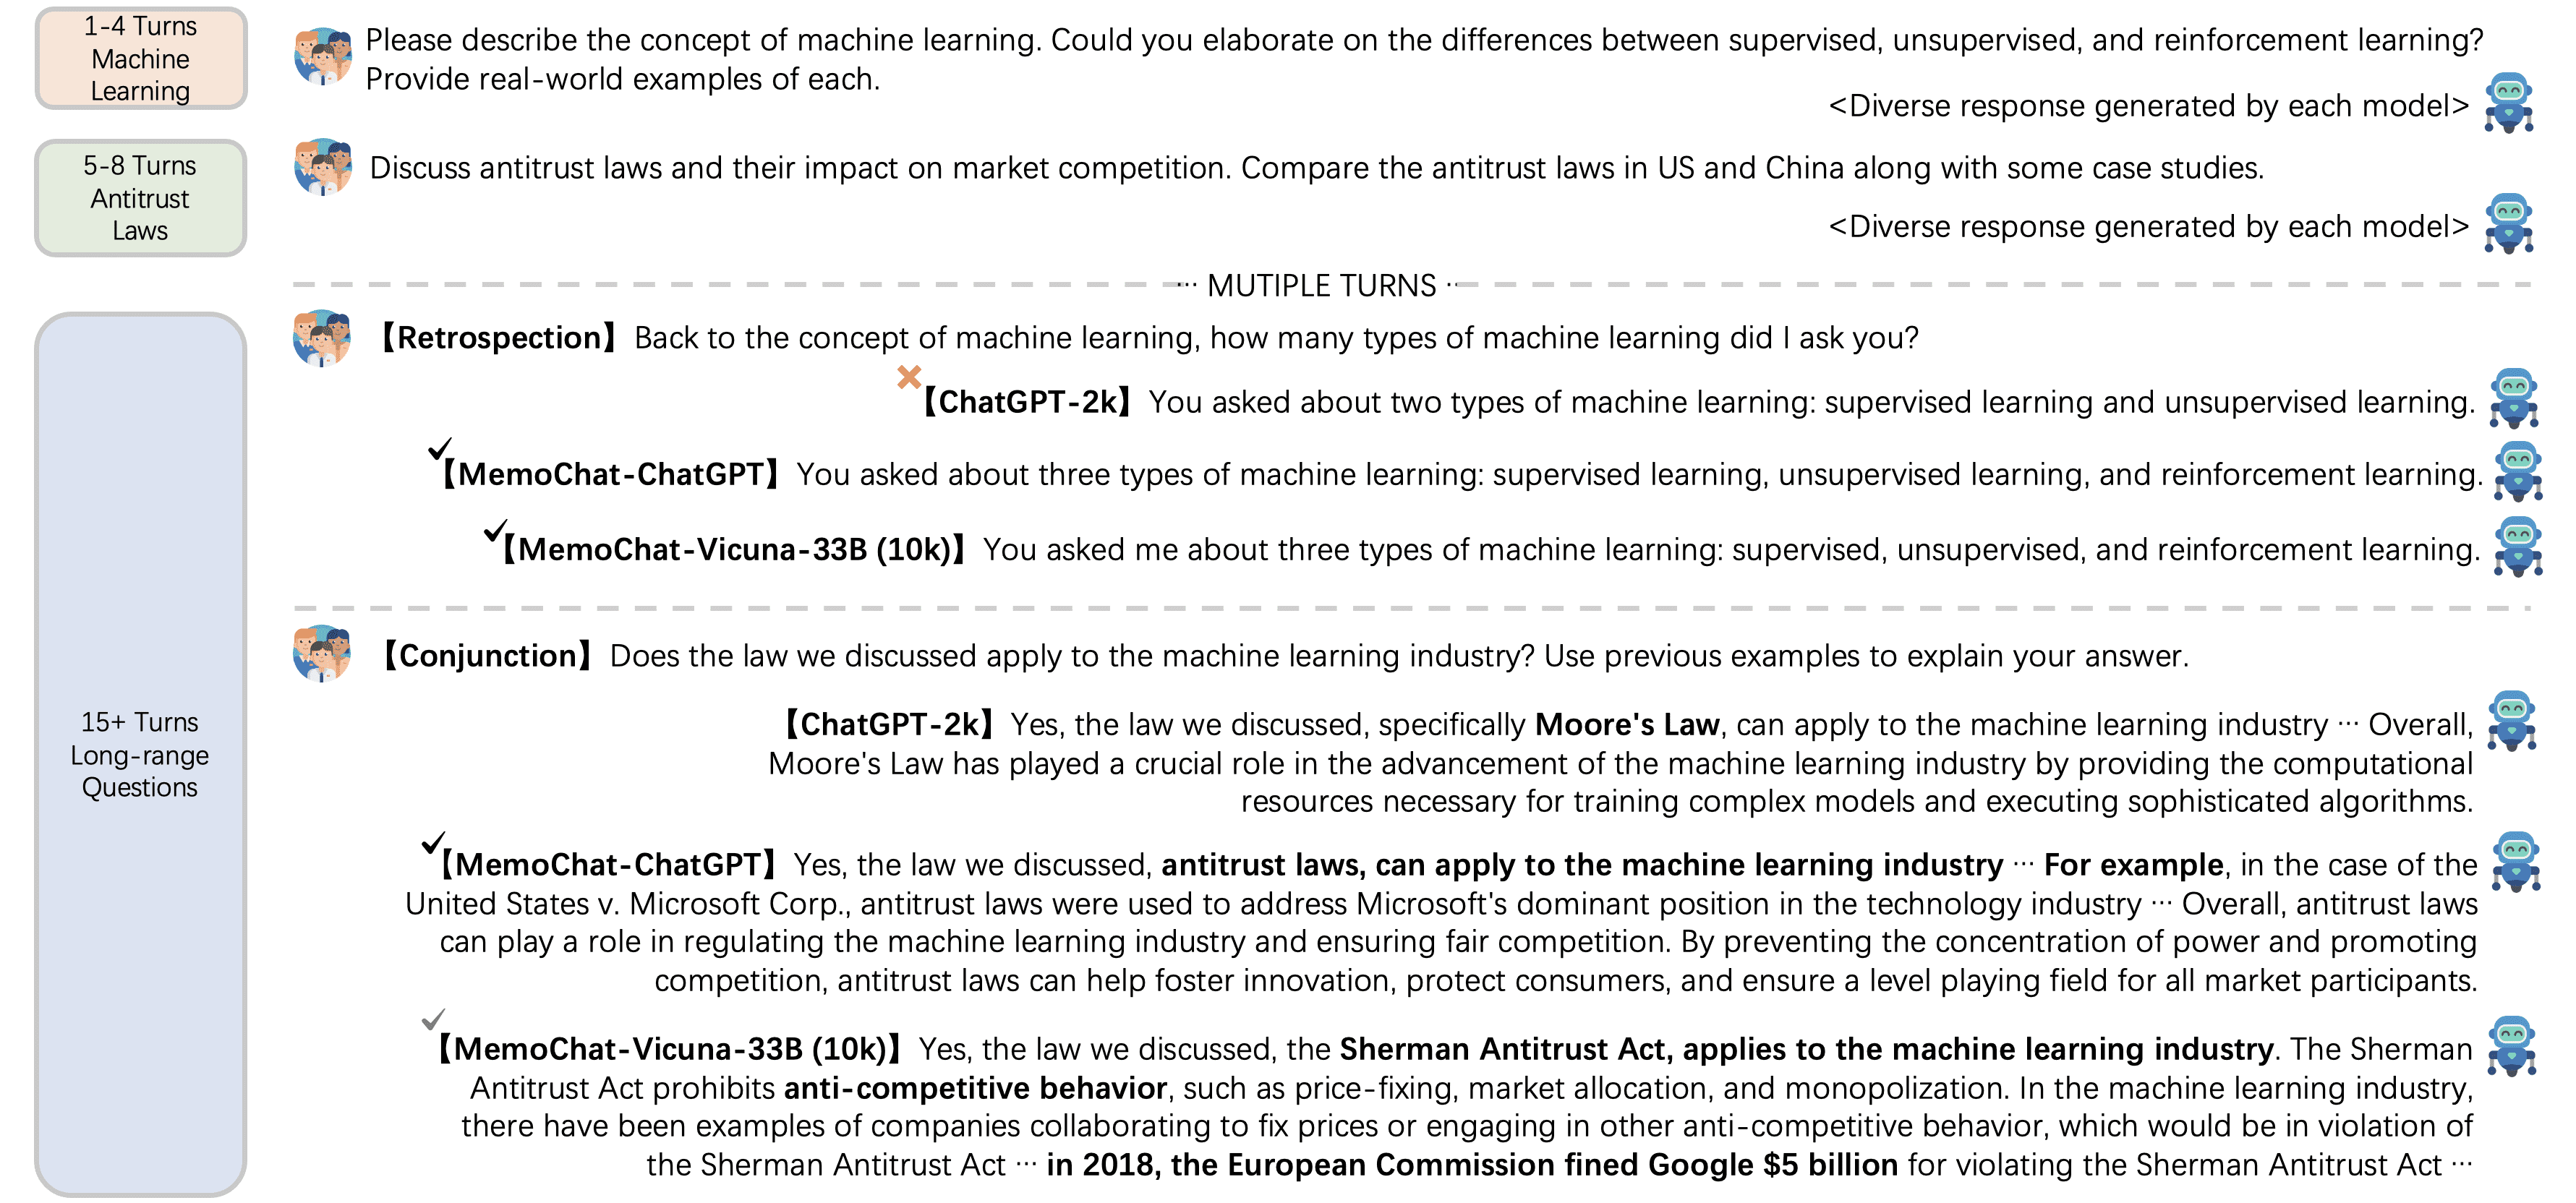 1-4 Turns
Machine
Learning
Please describe the concept of machine learning. Could you elaborate on the differences between supervised, unsupervised, and reinforcement learning?
Provide real-world examples of each.
<Diverse response generated by each model>
5-8 Turns
Antitrust
Laws
Discuss antitrust laws and their impact on market competition. Compare the antitrust laws in US and China along with some case studies.
<Diverse response generated by each model>
··· MUTIPLE TURNS ··
15+ Turns
Long-range
Questions
【Retrospection】Back to the concept of machine learning, how many types of machine learning did I ask you?
【ChatGPT-2k】You asked about two types of machine learning: supervised learning and unsupervised learning.
【MemoChat-ChatGPT】You asked about three types of machine learning: supervised learning, unsupervised learning, and reinforcement learning.
【MemoChat-Vicuna-33B (10k)】You asked me about three types of machine learning: supervised, unsupervised, and reinforcement learning.
【Conjunction】Does the law we discussed apply to the machine learning industry? Use previous examples to explain your answer.
【ChatGPT-2k】Yes, the law we discussed, specifically Moore's Law, can apply to the machine learning industry ··· Overall,
Moore's Law has played a crucial role in the advancement of the machine learning industry by providing the computational
resources necessary for training complex models and executing sophisticated algorithms.
【MemoChat-ChatGPT】Yes, the law we discussed, antitrust laws, can apply to the machine learning industry ··· For example, in the case of the
United States v. Microsoft Corp., antitrust laws were used to address Microsoft's dominant position in the technology industry ··· Overall, antitrust laws
can play a role in regulating the machine learning industry and ensuring fair competition. By preventing the concentration of power and promoting
competition, antitrust laws can help foster innovation, protect consumers, and ensure a level playing field for all market participants.
【MemoChat-Vicuna-33B (10k)】Yes, the law we discussed, the Sherman Antitrust Act, applies to the machine learning industry. The Sherman
Antitrust Act prohibits anti-competitive behavior, such as price-fixing, market allocation, and monopolization. In the machine learning industry,
there have been examples of companies collaborating to fix prices or engaging in other anti-competitive behavior, which would be in violation of
the Sherman Antitrust Act ··· in 2018, the European Commission fined Google $5 billion for violating the Sherman Antitrust Act ···